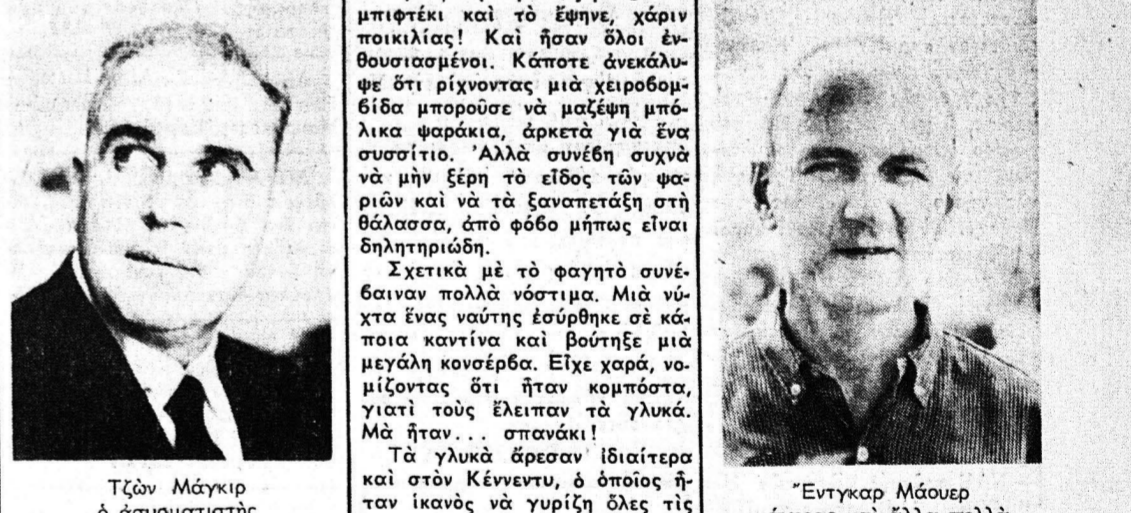 μπιφτέκι καὶ τὸ ἔψηνε, χάριν
ποικιλίας! Καὶ ἦσαν ὅλοι ἐν-
θουσιασμένοι. Κάποτε ἀνεκάλυ-
ψε ὅτι ρίχνοντας μιὰ χειροβομ-
βίδα μποροῦσε νὰ μαζέψη μπό-
λικα ψαράκια, ἀρκετὰ γιὰ ἕνα
συσσίτιο. Ἀλλὰ συνέβη συχνὰ
νὰ μὴν ξέρη τὸ εἶδος τῶν ψα-
ριῶν καὶ νὰ τὰ ξαναπετάξη στὴ
θάλασσα, ἀπὸ φόβο μήπως εἶναι
δηλητηριώδη.
Σχετικὰ μὲ τὸ φαγητὸ συνέ-
βαιναν πολλὰ νόστιμα. Μιὰ νύ-
χτα ἕνας ναύτης ἐσύρθηκε σὲ κά-
ποια καντίνα καὶ βούτηξε μιὰ
μεγάλη κονσέρβα. Εἶχε χαρά, νο-
μίζοντας ὅτι ἦταν κομπόστα,
γιατὶ τοὺς ἔλειπαν τὰ γλυκά.
Μὰ ἦταν... σπανάκι!
Τὰ γλυκὰ ἄρεσαν ἰδιαίτερα
καὶ στὸν Κέννεντυ, ὁ ὁποῖος ἦ-
ταν ἱκανὸς νὰ γυρίζη ὅλες τὶς
Τζὼν Μάγκιρ
ὁ ἀσυρματιστὴς
Ἔντγκαρ Μάουερ